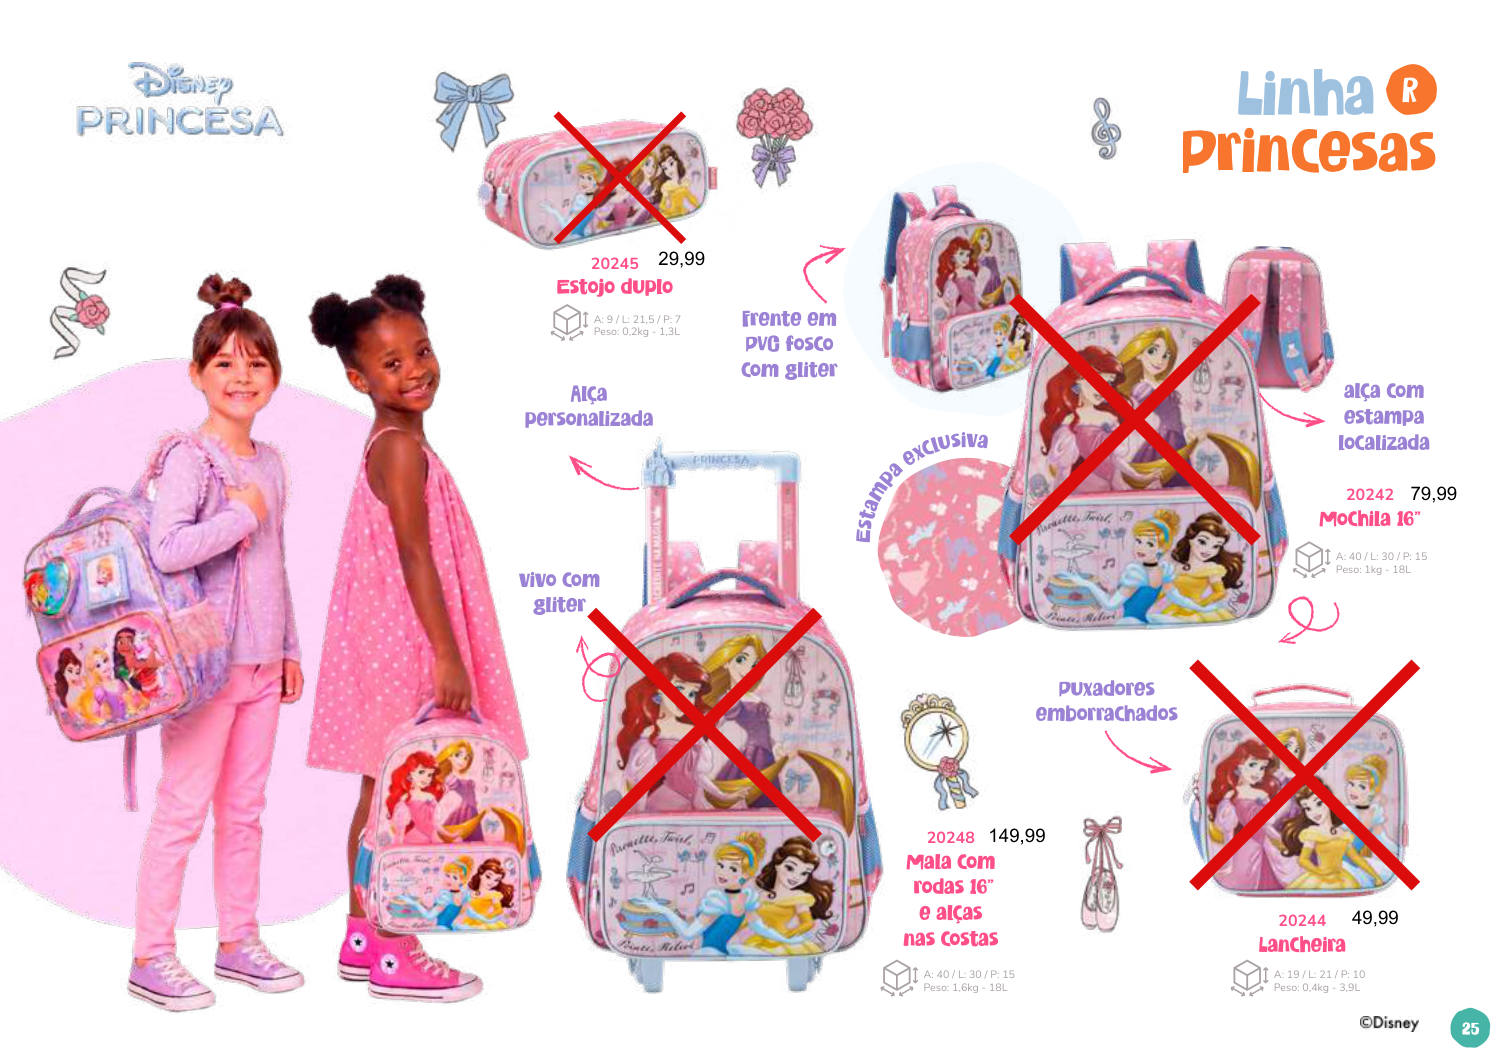 Disney
PRINCESA
Linha R
Princesas
20245 29,99
Estojo duplo
A: 9 / L: 21,5 / P: 7
Peso: 0,2kg - 1,3L
Frente em
PVC fosco
com gliter
Alça
personalizada
PRINCESA
Estampa exclusiva
alça com
estampa
localizada
20242 79,99
Mochila 16”
A: 40 / L: 30 / P: 15
Peso: 1kg - 18L
vivo com
gliter
Pirouette, Twirl,
Pirouette, Twirl,
puxadores
emborrachados
20248 149,99
Mala com
rodas 16”
e alças
nas costas
A: 40 / L: 30 / P: 15
Peso: 1,6kg - 18L
20244 49,99
Lancheira
A: 19 / L: 21 / P: 10
Peso: 0,4kg - 3,9L
©Disney
25